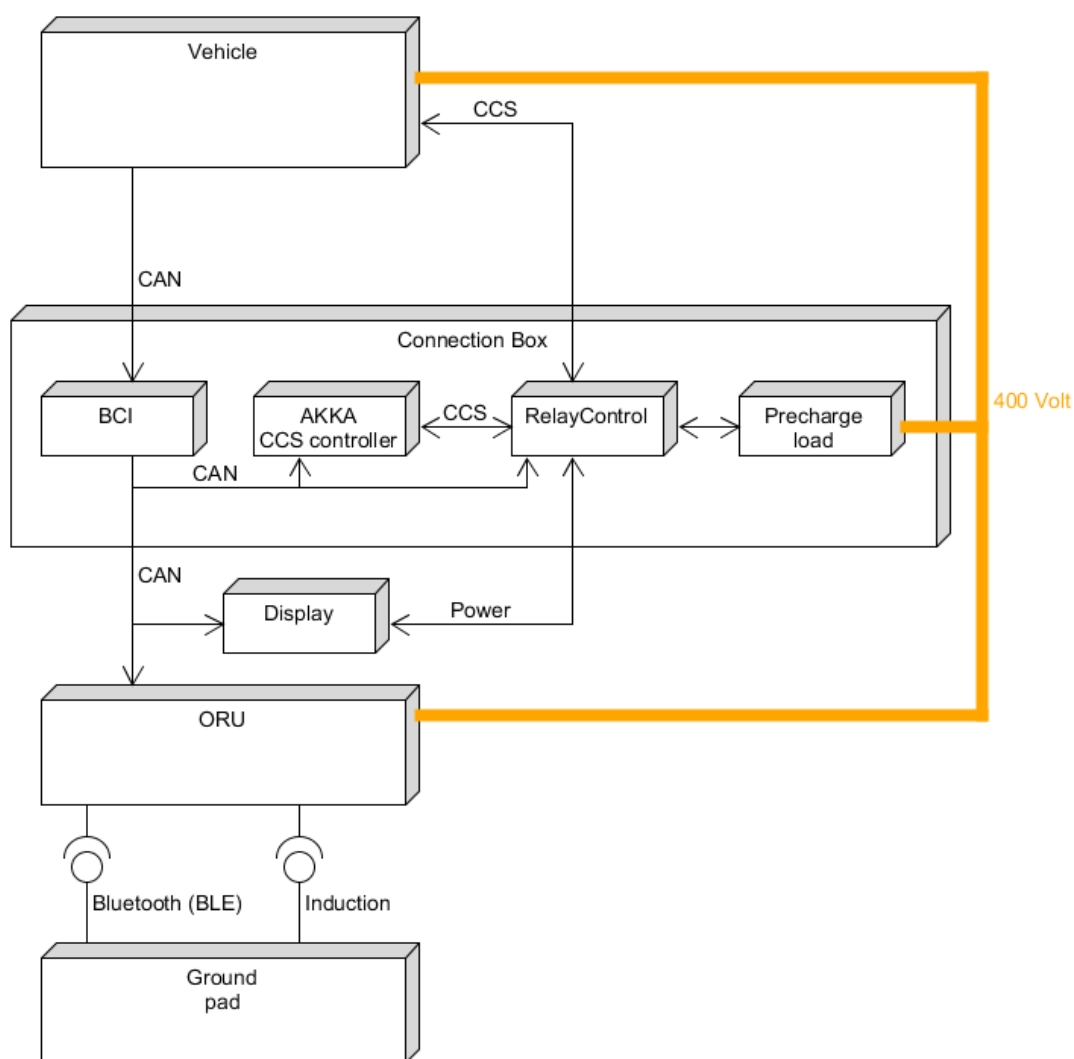 Vehicle
CCS
CAN
Connection Box
400 Volt
BCI
AKKA
CCS controller
CCS
RelayControl
Precharge
load
CAN
CAN
Display
Power
ORU
Bluetooth (BLE)
Induction
Ground
pad